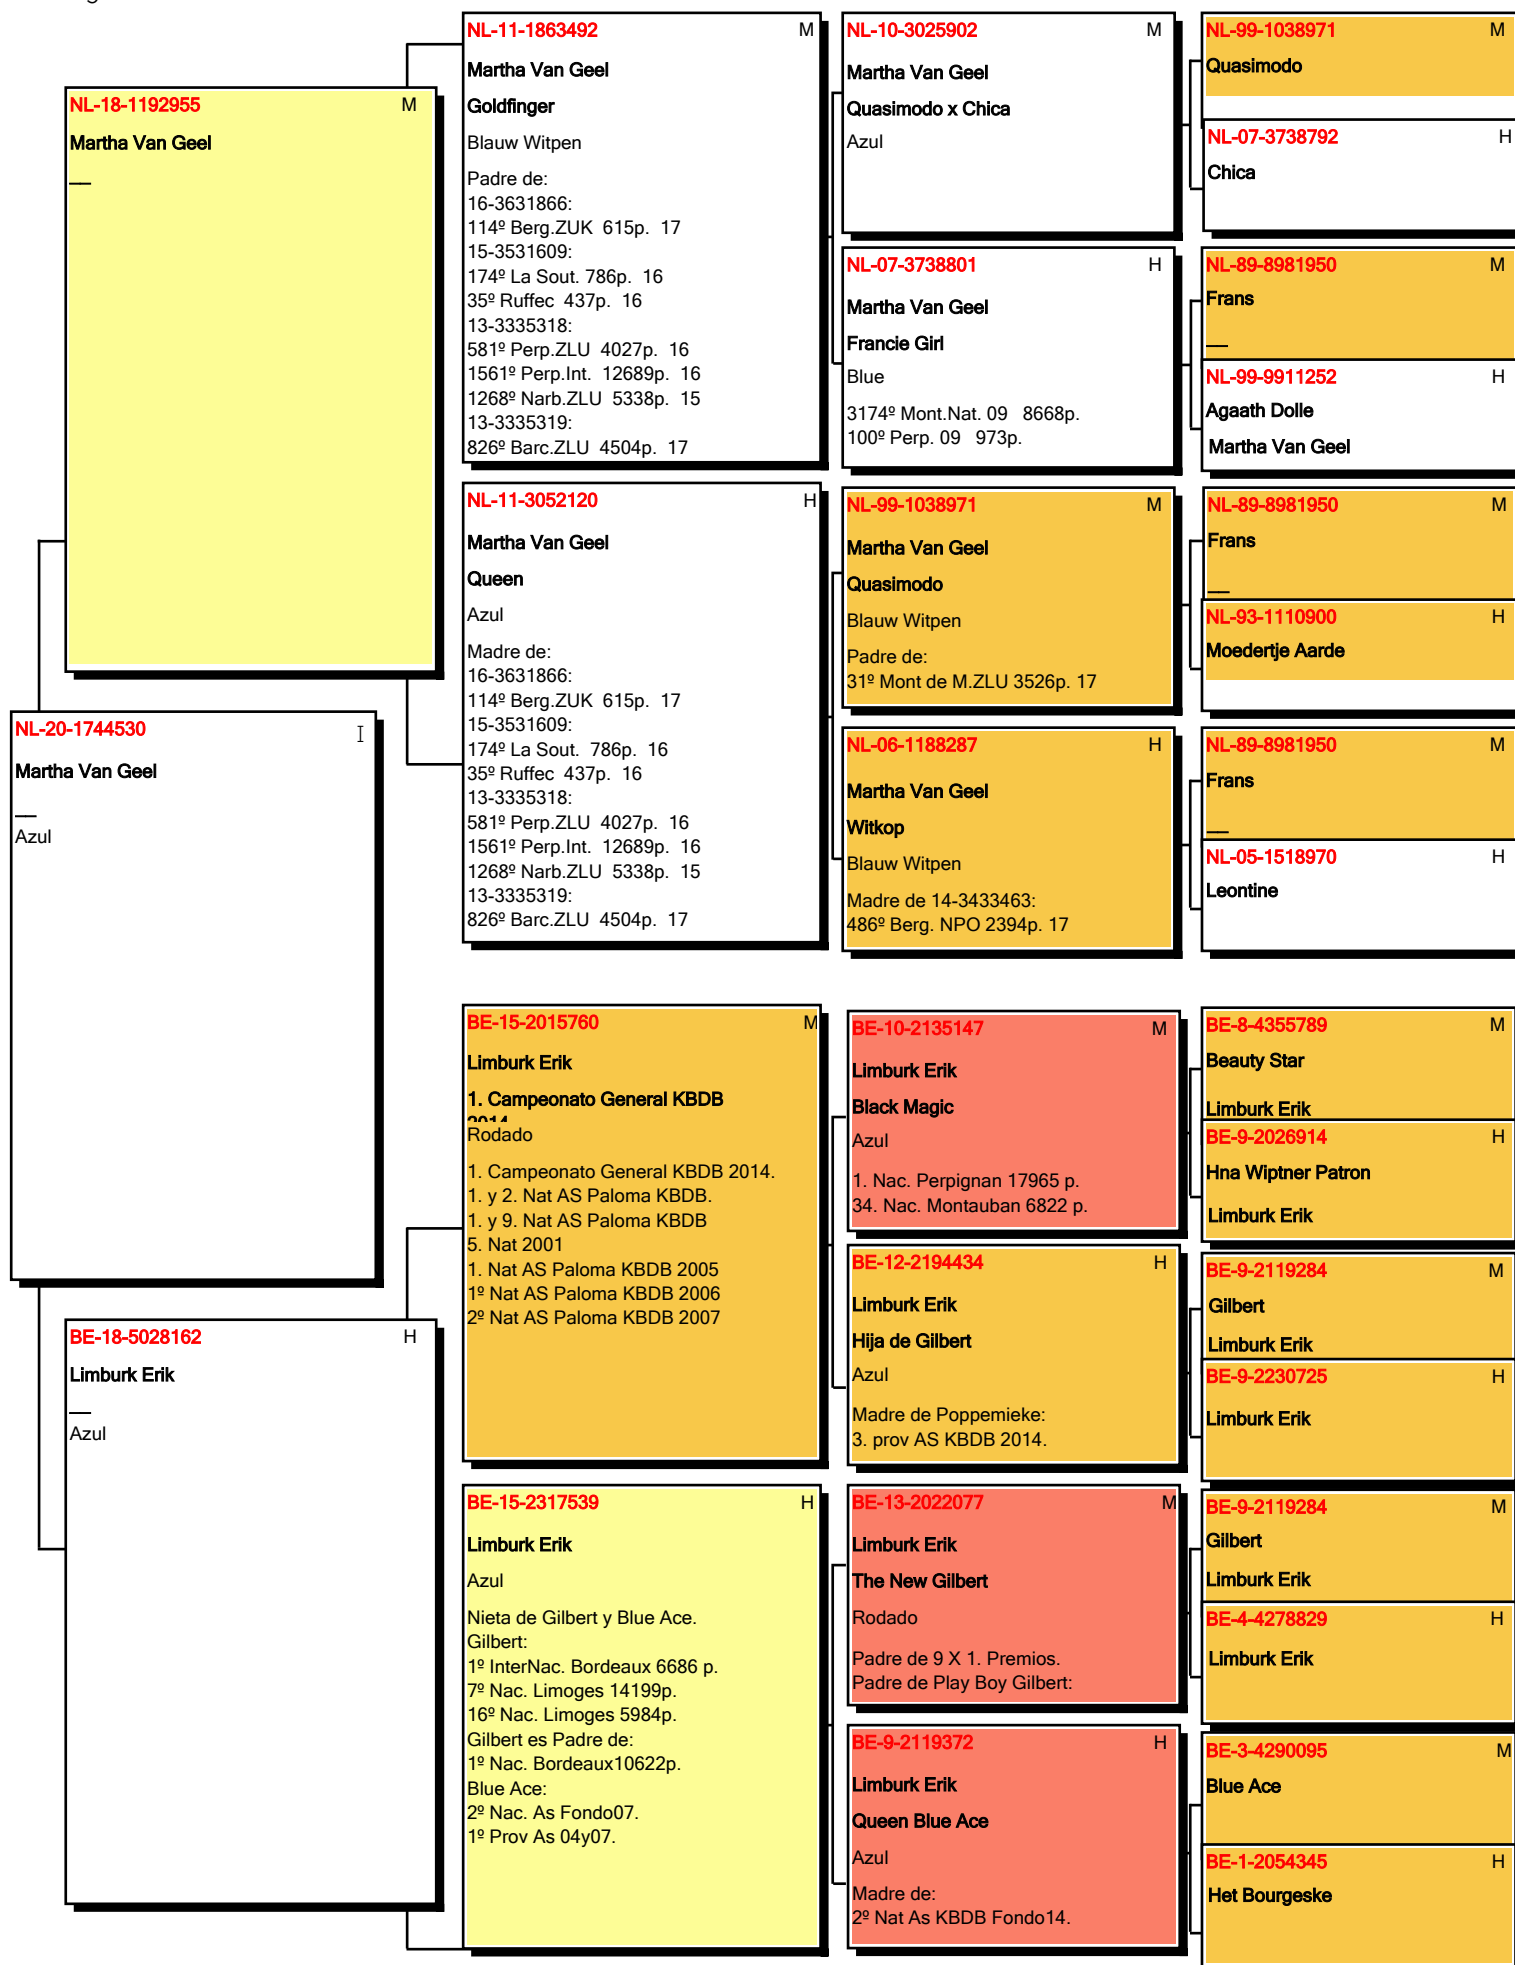 NL-20-1744530 I
Martha Van Geel
__
Azul
NL-18-1192955 M
Martha Van Geel
__
BE-18-5028162 H
Limburk Erik
__
Azul
NL-11-1863492 M
Martha Van Geel
Goldfinger
Blauw Witpen
Padre de:
16-3631866:
114º Berg.ZUK 615p. 17
15-3531609:
174º La Sout. 786p. 16
35º Ruffec 437p. 16
13-3335318:
581º Perp.ZLU 4027p. 16
1561º Perp.Int. 12689p. 16
1268º Narb.ZLU 5338p. 15
13-3335319:
826º Barc.ZLU 4504p. 17
NL-11-3052120 H
Martha Van Geel
Queen
Azul
Madre de:
16-3631866:
114º Berg.ZUK 615p. 17
15-3531609:
174º La Sout. 786p. 16
35º Ruffec 437p. 16
13-3335318:
581º Perp.ZLU 4027p. 16
1561º Perp.Int. 12689p. 16
1268º Narb.ZLU 5338p. 15
13-3335319:
826º Barc.ZLU 4504p. 17
BE-15-2015760 M
Limburk Erik
1. Campeonato General KBDB
2014
Rodado
1. Campeonato General KBDB 2014.
1. y 2. Nat AS Paloma KBDB.
1. y 9. Nat AS Paloma KBDB
5. Nat 2001
1. Nat AS Paloma KBDB 2005
1º Nat AS Paloma KBDB 2006
2º Nat AS Paloma KBDB 2007
BE-15-2317539 H
Limburk Erik
Azul
Nieta de Gilbert y Blue Ace.
Gilbert:
1º InterNac. Bordeaux 6686 p.
7º Nac. Limoges 14199p.
16º Nac. Limoges 5984p.
Gilbert es Padre de:
1º Nac. Bordeaux10622p.
Blue Ace:
2º Nac. As Fondo07.
1º Prov As 04y07.
NL-10-3025902 M
Martha Van Geel
Quasimodo x Chica
Azul
NL-07-3738801 H
Martha Van Geel
Francie Girl
Blue
3174º Mont.Nat. 09 8668p.
100º Perp. 09 973p.
NL-99-1038971 M
Martha Van Geel
Quasimodo
Blauw Witpen
Padre de:
31º Mont de M.ZLU 3526p. 17
NL-06-1188287 H
Martha Van Geel
Witkop
Blauw Witpen
Madre de 14-3433463:
486º Berg. NPO 2394p. 17
BE-10-2135147 M
Limburk Erik
Black Magic
Azul
1. Nac. Perpignan 17965 p.
34. Nac. Montauban 6822 p.
BE-12-2194434 H
Limburk Erik
Hija de Gilbert
Azul
Madre de Poppemieke:
3. prov AS KBDB 2014.
BE-13-2022077 M
Limburk Erik
The New Gilbert
Rodado
Padre de 9 X 1. Premios.
Padre de Play Boy Gilbert:
BE-9-2119372 H
Limburk Erik
Queen Blue Ace
Azul
Madre de:
2º Nat As KBDB Fondo14.
NL-99-1038971 M
Quasimodo
NL-07-3738792 H
Chica
NL-89-8981950 M
Frans
__
NL-99-9911252 H
Agaath Dolle
Martha Van Geel
NL-89-8981950 M
Frans
__
NL-93-1110900 H
Moedertje Aarde
NL-89-8981950 M
Frans
__
NL-05-1518970 H
Leontine
BE-8-4355789 M
Beauty Star
Limburk Erik
BE-9-2026914 H
Hna Wiptner Patron
Limburk Erik
BE-9-2119284 M
Gilbert
Limburk Erik
BE-9-2230725 H
Limburk Erik
BE-9-2119284 M
Gilbert
Limburk Erik
BE-4-4278829 H
Limburk Erik
BE-3-4290095 M
Blue Ace
BE-1-2054345 H
Het Bourgeske